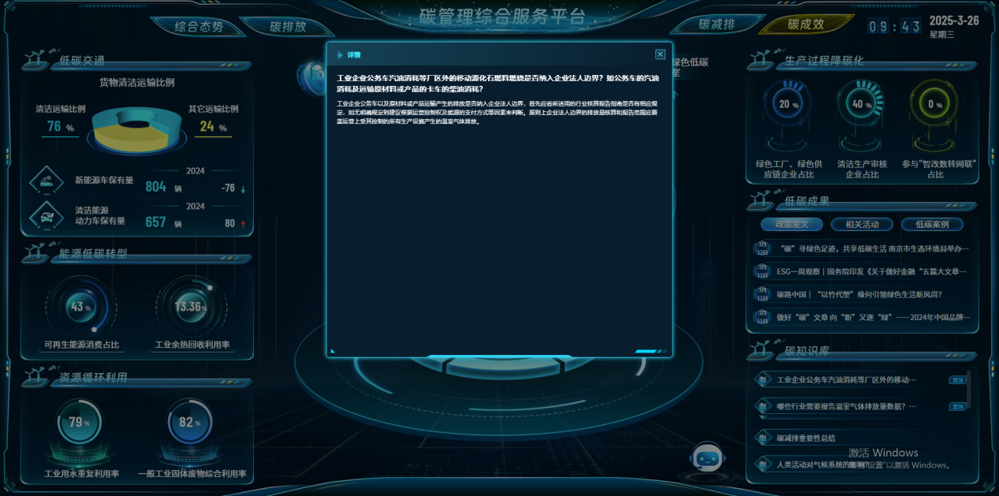 碳管理综合服务平台
综合态势
碳排放
碳减排
碳成效
09:43
2025-3-26
星期三
低碳交通
货物清洁运输比例
清洁运输比例
76 %
其它运输比例
24 %
新能源车保有量
2024
804 辆
-76
清洁能源
动力车保有量
2024
657 辆
80
能源低碳转型
43 %
可再生能源消费占比
13.36%
工业余热回收利用率
资源循环利用
79 %
工业用水重复利用率
82 %
一般工业固体废物综合利用率
详情
工业企业公务车汽油消耗等厂区外的移动源化石燃料燃烧是否纳入企业法人边界？如公务车的汽油
消耗及运输原材料或产品的卡车的柴油消耗？
工业企业公务车以及原材料或产品运输产生的排放是否纳入企业法人边界，首先应看所适用的行业核算报告指南是否有相应规
定，如无明确规定则建议根据运营控制权及能源的支付方式等因素来判断。原则上企业法人边界的排放量核算和报告范围应覆
盖运营上受其控制的所有生产设施产生的温室气体排放。
绿色低碳
室
个
生产过程降碳化
20 %
绿色工厂、绿色供
应链企业占比
40 %
清洁生产审核
企业占比
0 %
参与"智改数转网联"
占比
低碳成果
政策发文
相关活动
低碳案例
3月
12日
“碳”寻绿色足迹，共享低碳生活 南京市生态环境局举办···
3月
11日
ESG一周观察 | 国务院印发《关于做好金融“五篇大文章···
3月
11日
碳路中国 | “以竹代塑”缘何引领绿色生活新风尚？
3月
11日
做好“碳”文章 向“新”又逐“绿”——2024年中国品牌···
碳知识库
工业企业公务车汽油消耗等厂区外的移动···
置顶
哪些行业需要报告温室气体排放量数据？ ···
置顶
碳减排重要性总结
人类活动对气候系统的影响
激活 Windows
设置"以激活 Windows。